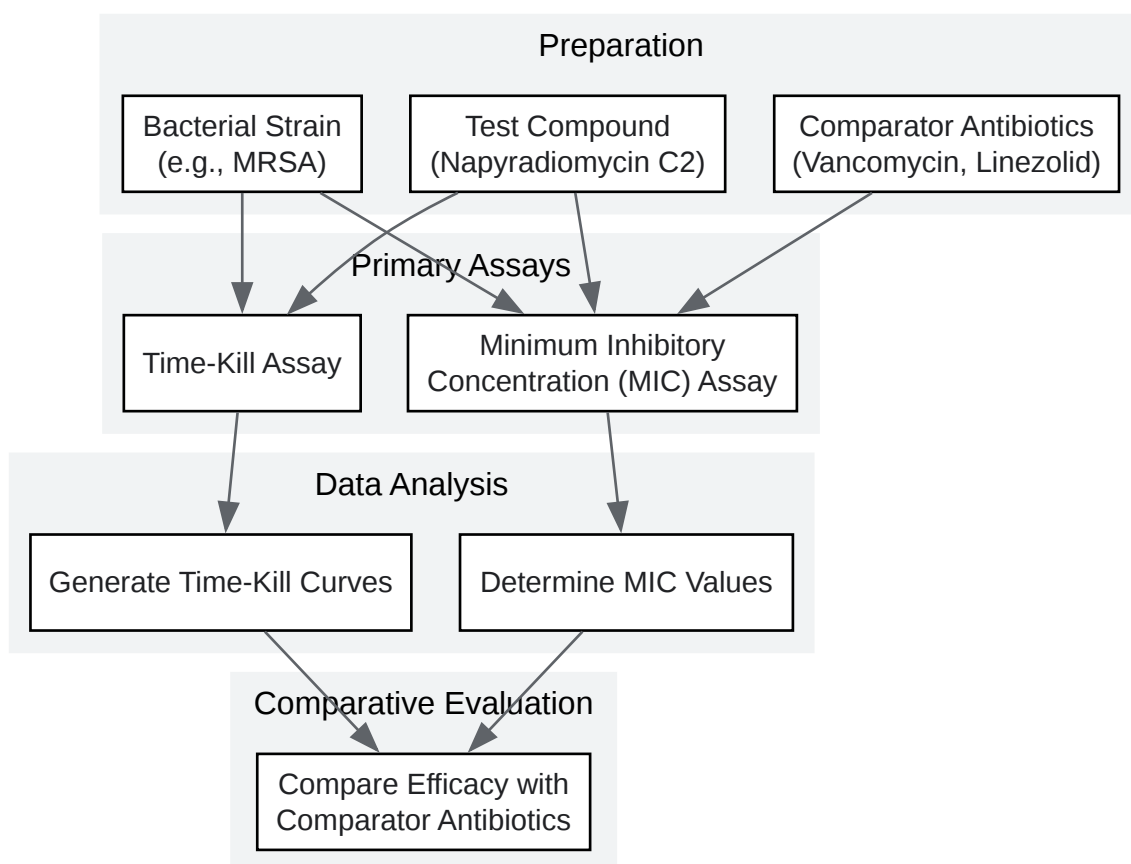 Preparation
Bacterial Strain
(e.g., MRSA)
Test Compound
(Napyradiomycin C2)
Comparator Antibiotics
(Vancomycin, Linezolid)
Primary Assays
Time-Kill Assay
Minimum Inhibitory
Concentration (MIC) Assay
Data Analysis
Generate Time-Kill Curves
Determine MIC Values
Comparative Evaluation
Compare Efficacy with
Comparator Antibiotics